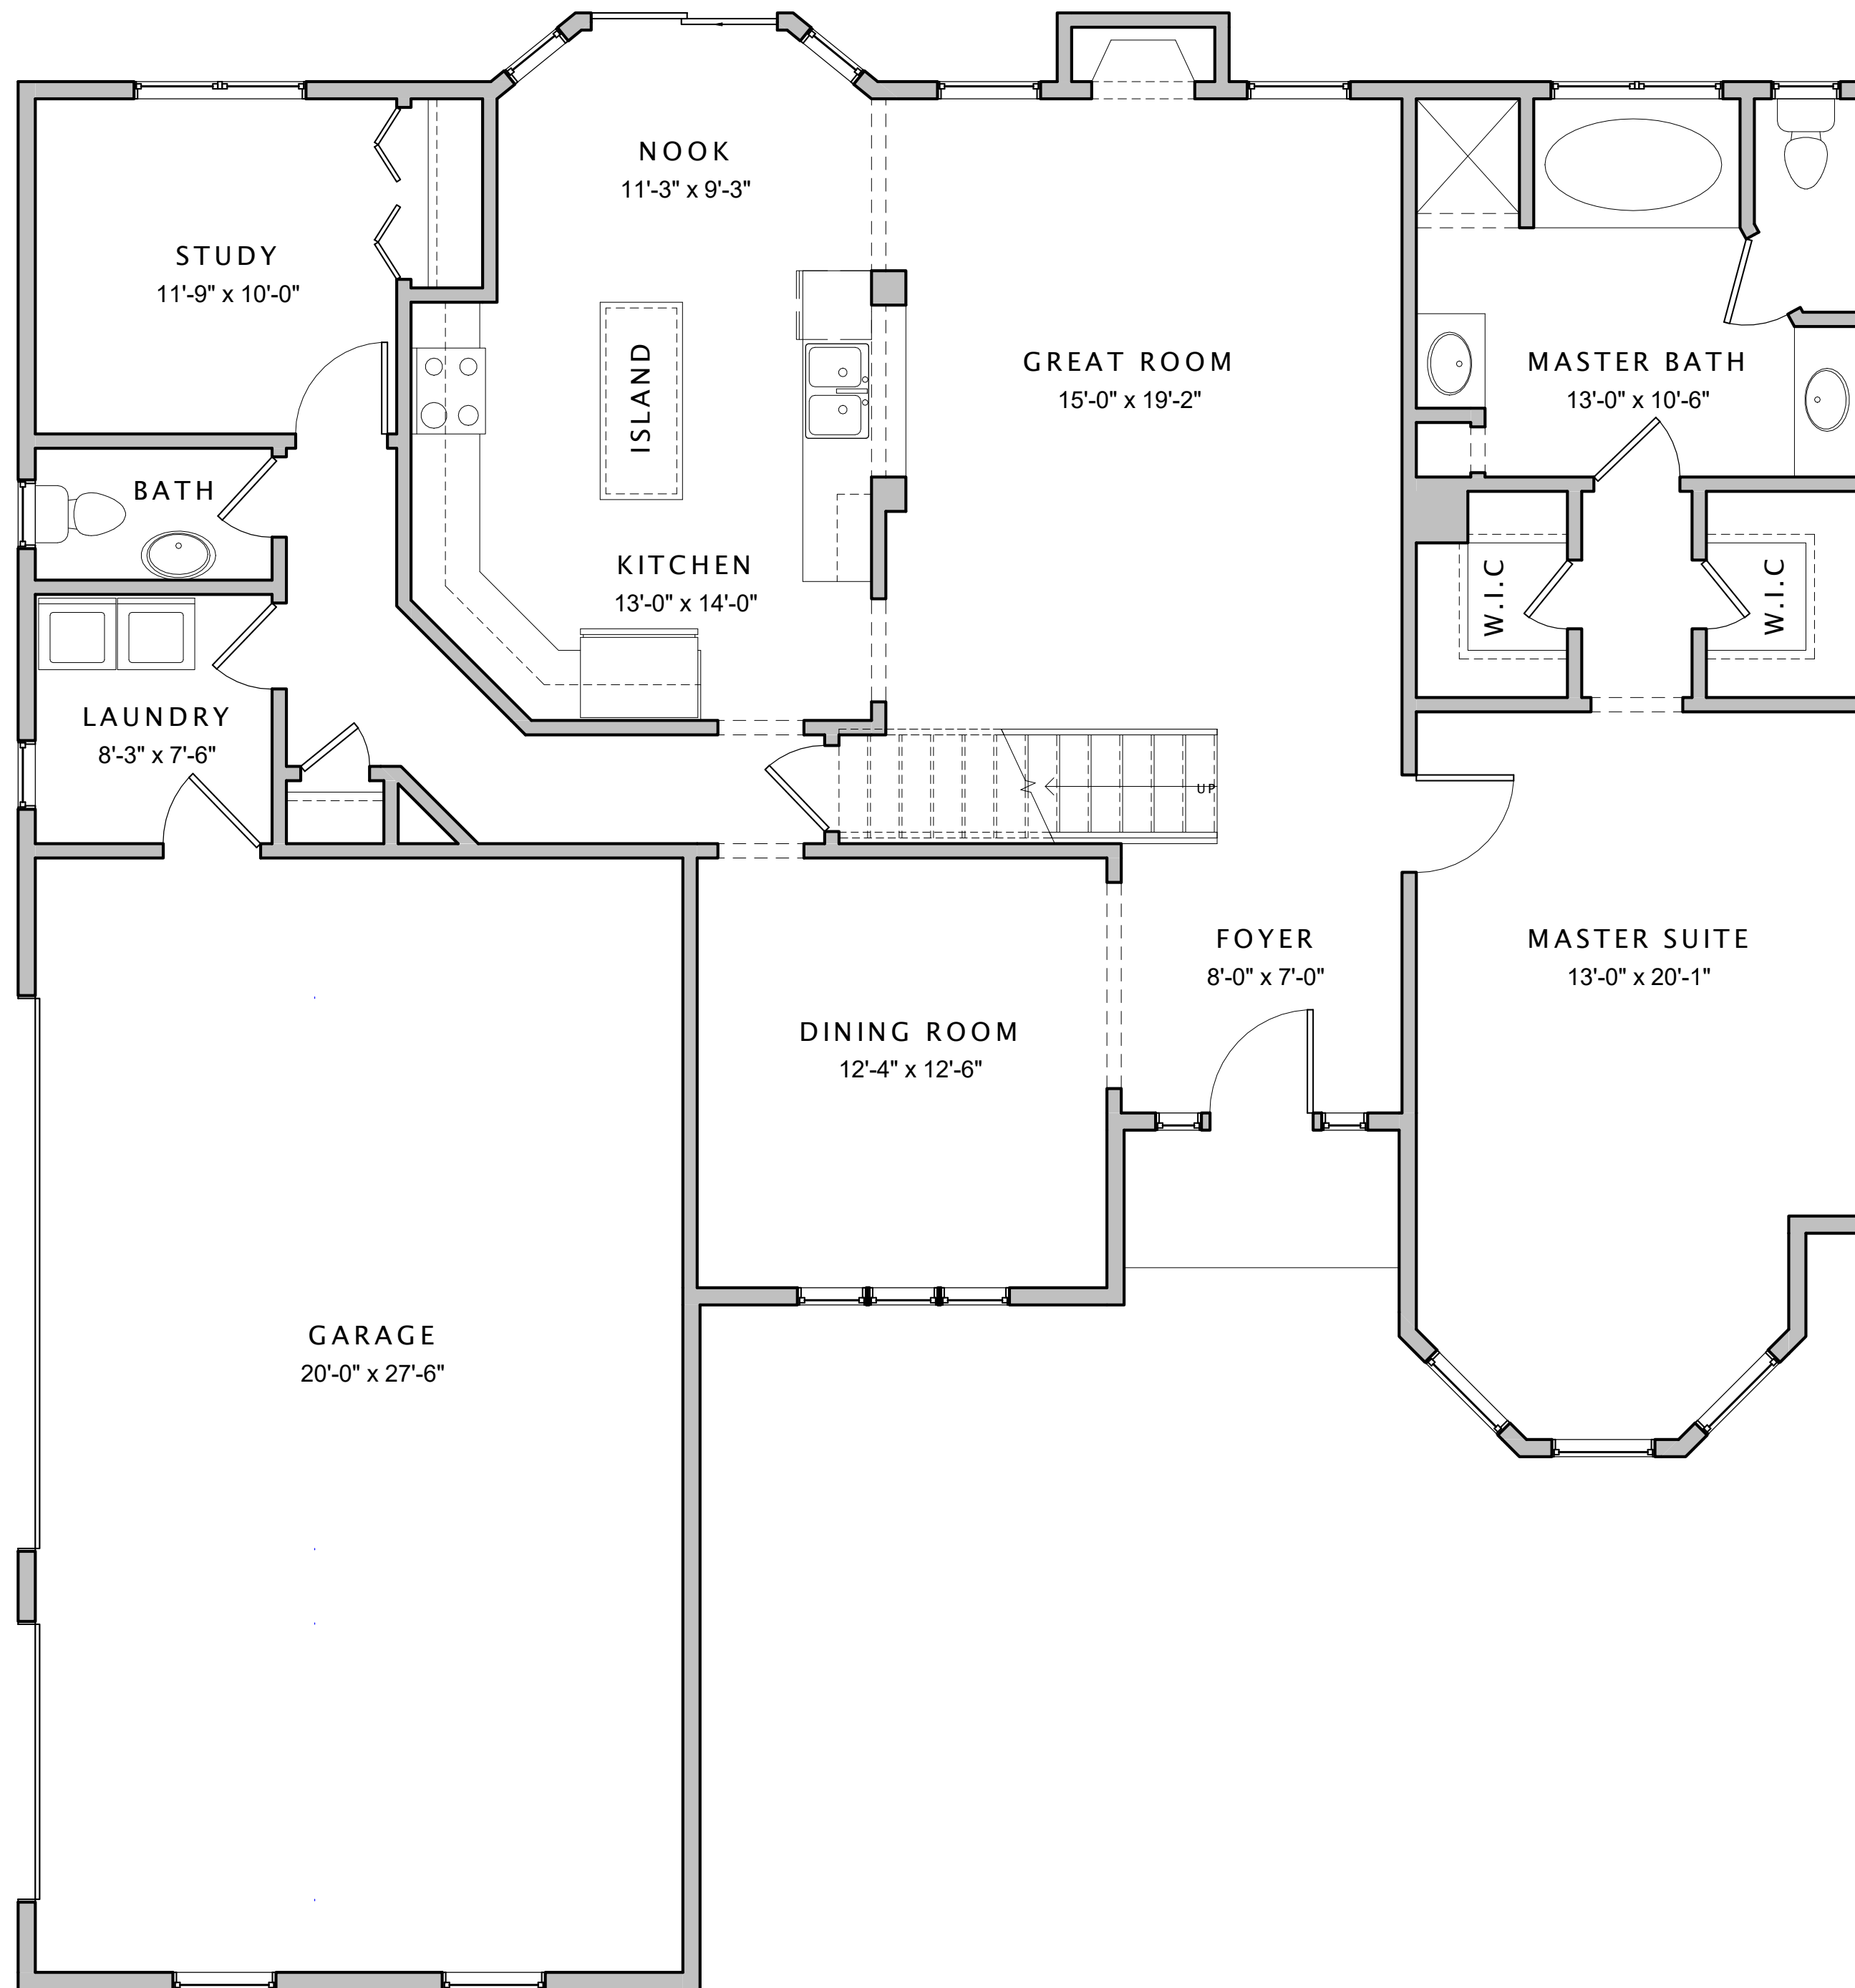 NOOK
11'-3" x 9'-3"
STUDY
11'-9" x 10'-0"
ISLAND
GREAT ROOM
15'-0" x 19'-2"
MASTER BATH
13'-0" x 10'-6"
BATH
KITCHEN
13'-0" x 14'-0"
W.I.C
W.I.C
LAUNDRY
8'-3" x 7'-6"
UP
FOYER
8'-0" x 7'-0"
MASTER SUITE
13'-0" x 20'-1"
DINING ROOM
12'-4" x 12'-6"
GARAGE
20'-0" x 27'-6"